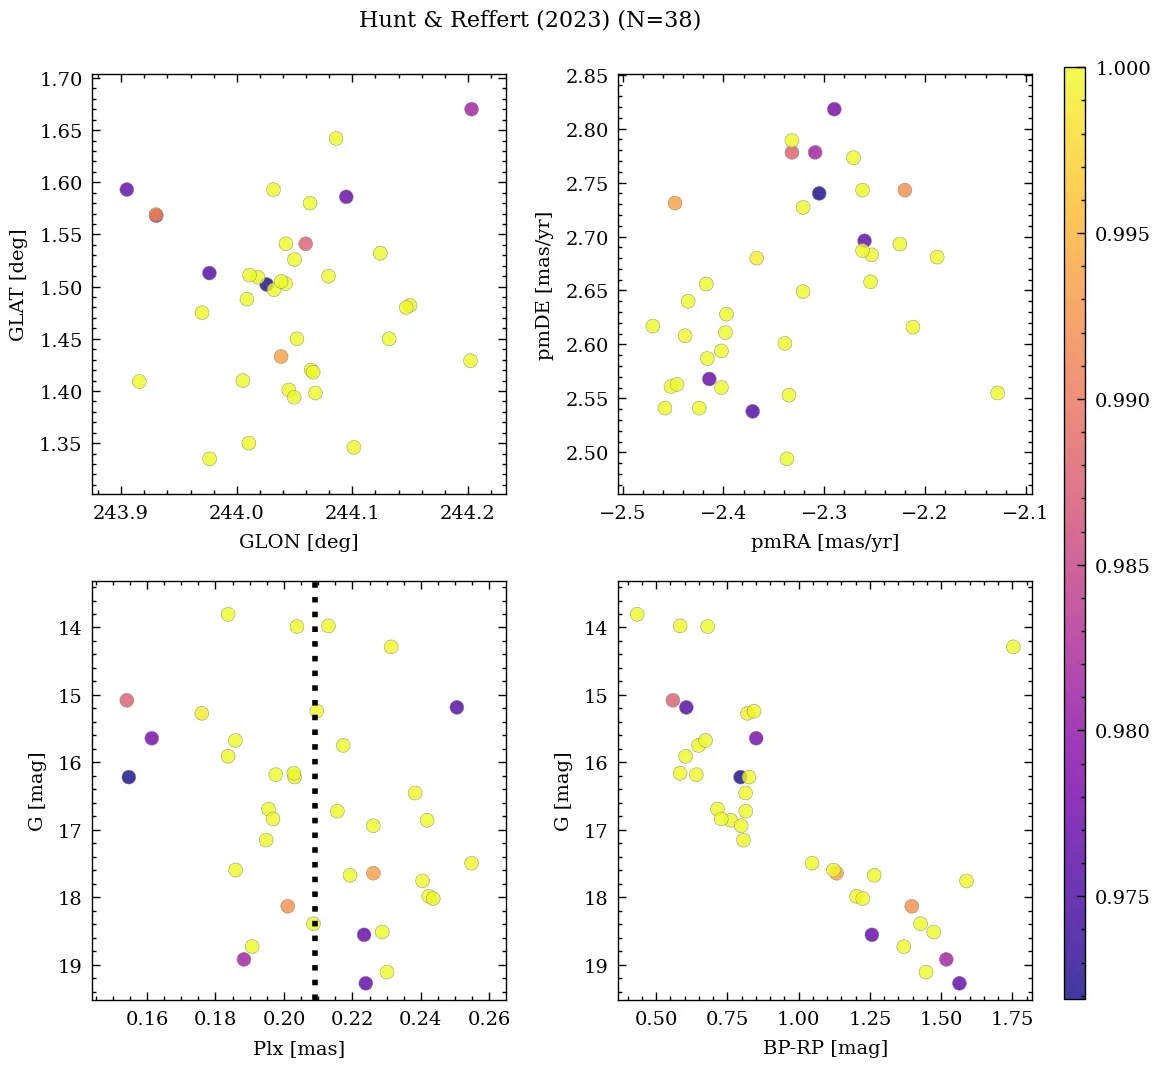 Hunt & Reffert (2023) (N=38)
1.70
1.65
1.60
1.55
1.50
1.45
1.40
1.35
GLAT [deg]
243.9 244.0 244.1 244.2
GLON [deg]
2.85
2.80
2.75
2.70
2.65
2.60
2.55
2.50
pmDE [mas/yr]
−2.5 −2.4 −2.3 −2.2 −2.1
pmRA [mas/yr]
1.000
0.995
0.990
0.985
0.980
0.975
14
15
16
17
18
19
G [mag]
0.16 0.18 0.20 0.22 0.24 0.26
Plx [mas]
14
15
16
17
18
19
G [mag]
0.50 0.75 1.00 1.25 1.50 1.75
BP-RP [mag]